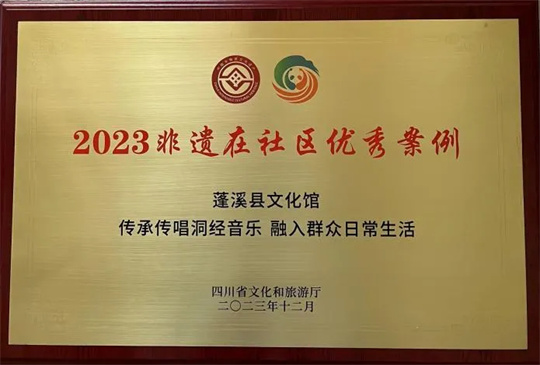 2023非遗在社区优秀案例
蓬溪县文化馆
传承传唱洞经音乐 融入群众日常生活
四川省文化和旅游厅
二〇二三年十二月